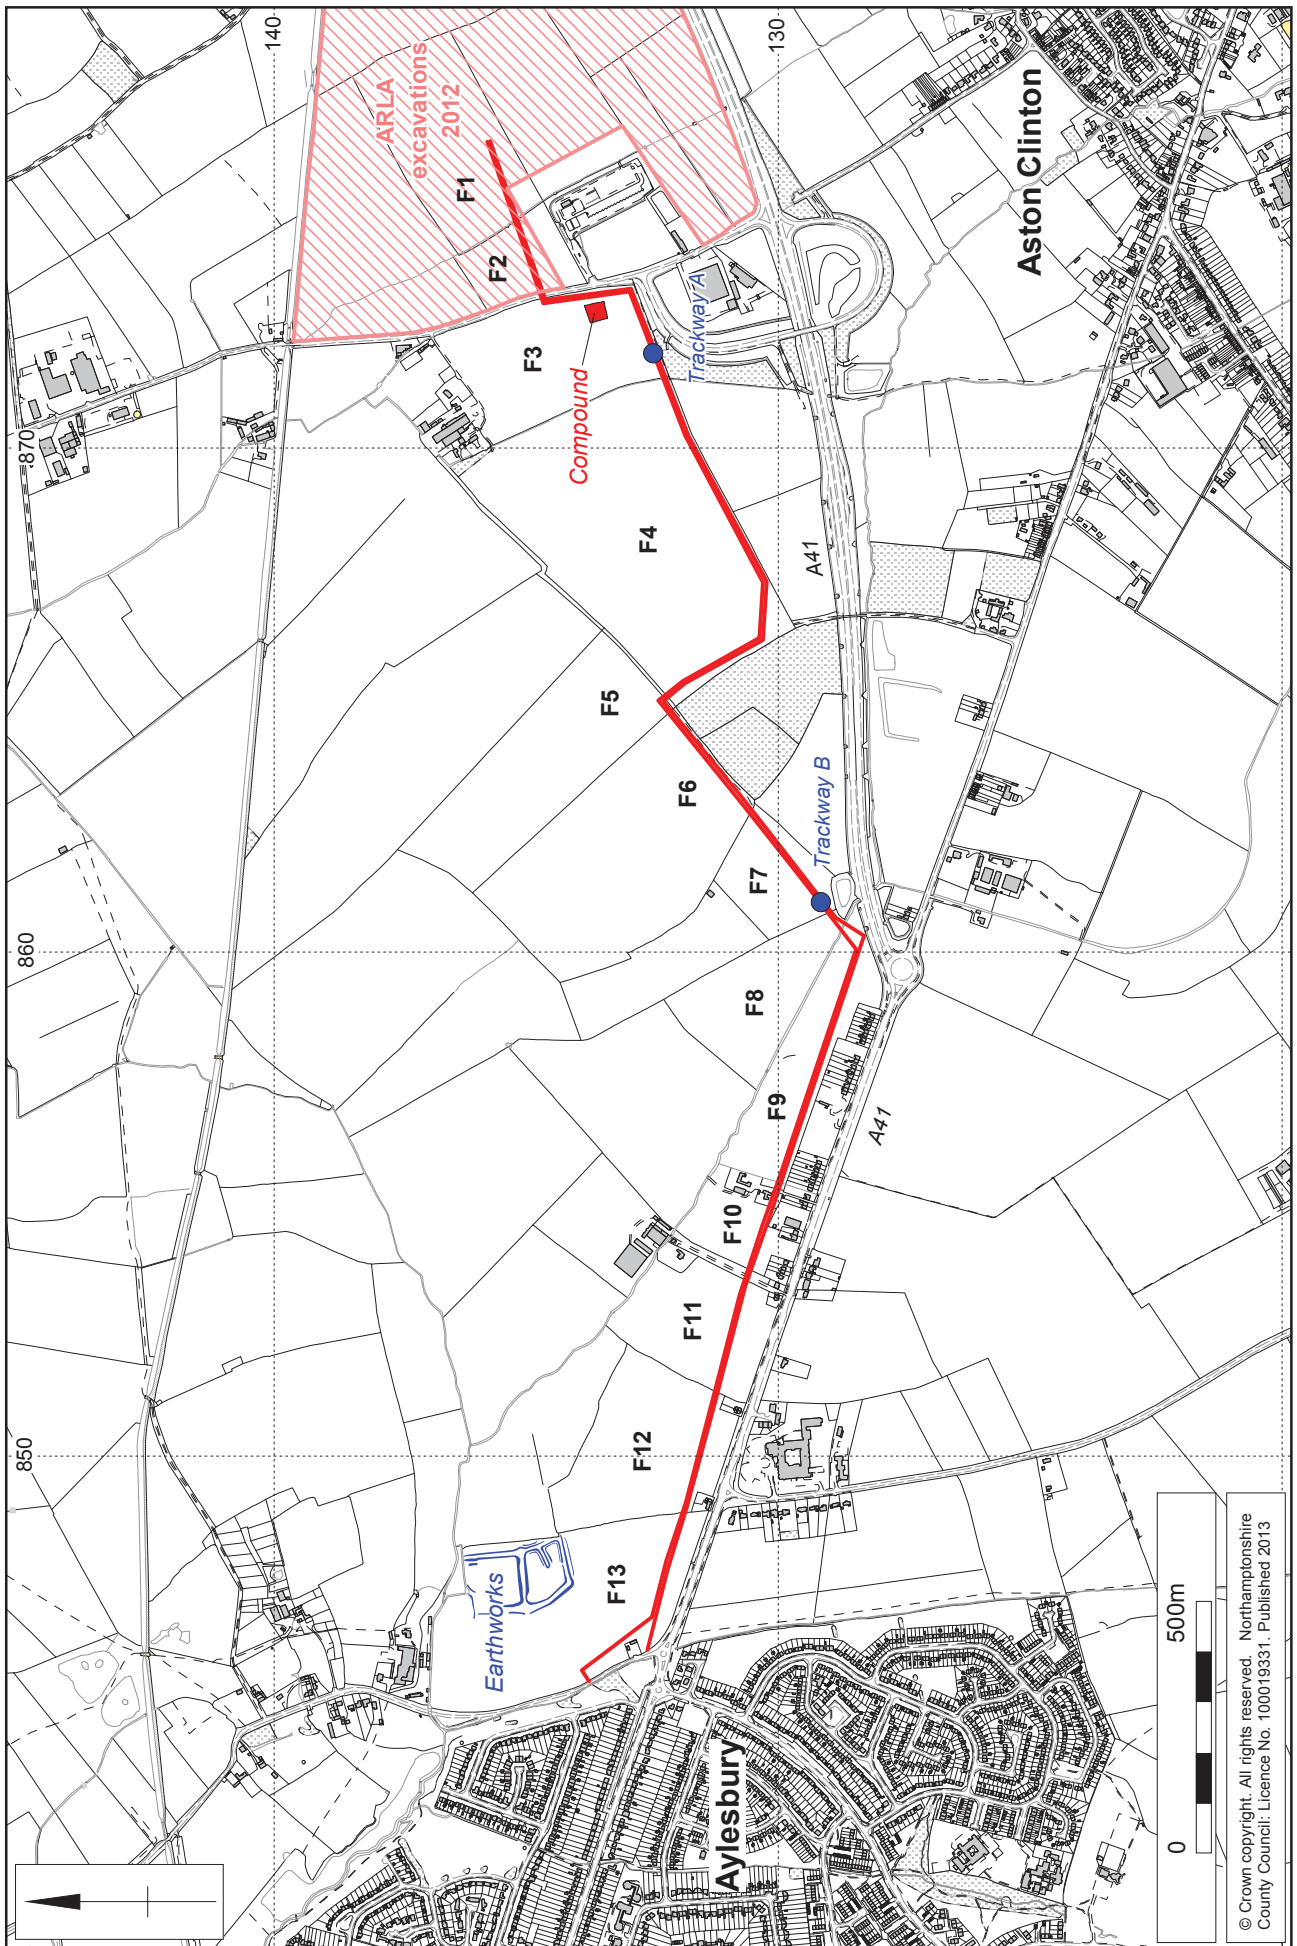 140
130
870
860
850
ARLA
excavations
2012
F1
F2
F3
F4
F5
F6
F7
F8
F9
F10
F11
F12
F13
Compound
Trackway A
Trackway B
A41
A41
Aston Clinton
Earthworks
Aylesbury
0
500m
© Crown copyright. All rights reserved. Northamptonshire
County Council: Licence No. 100019331. Published 2013